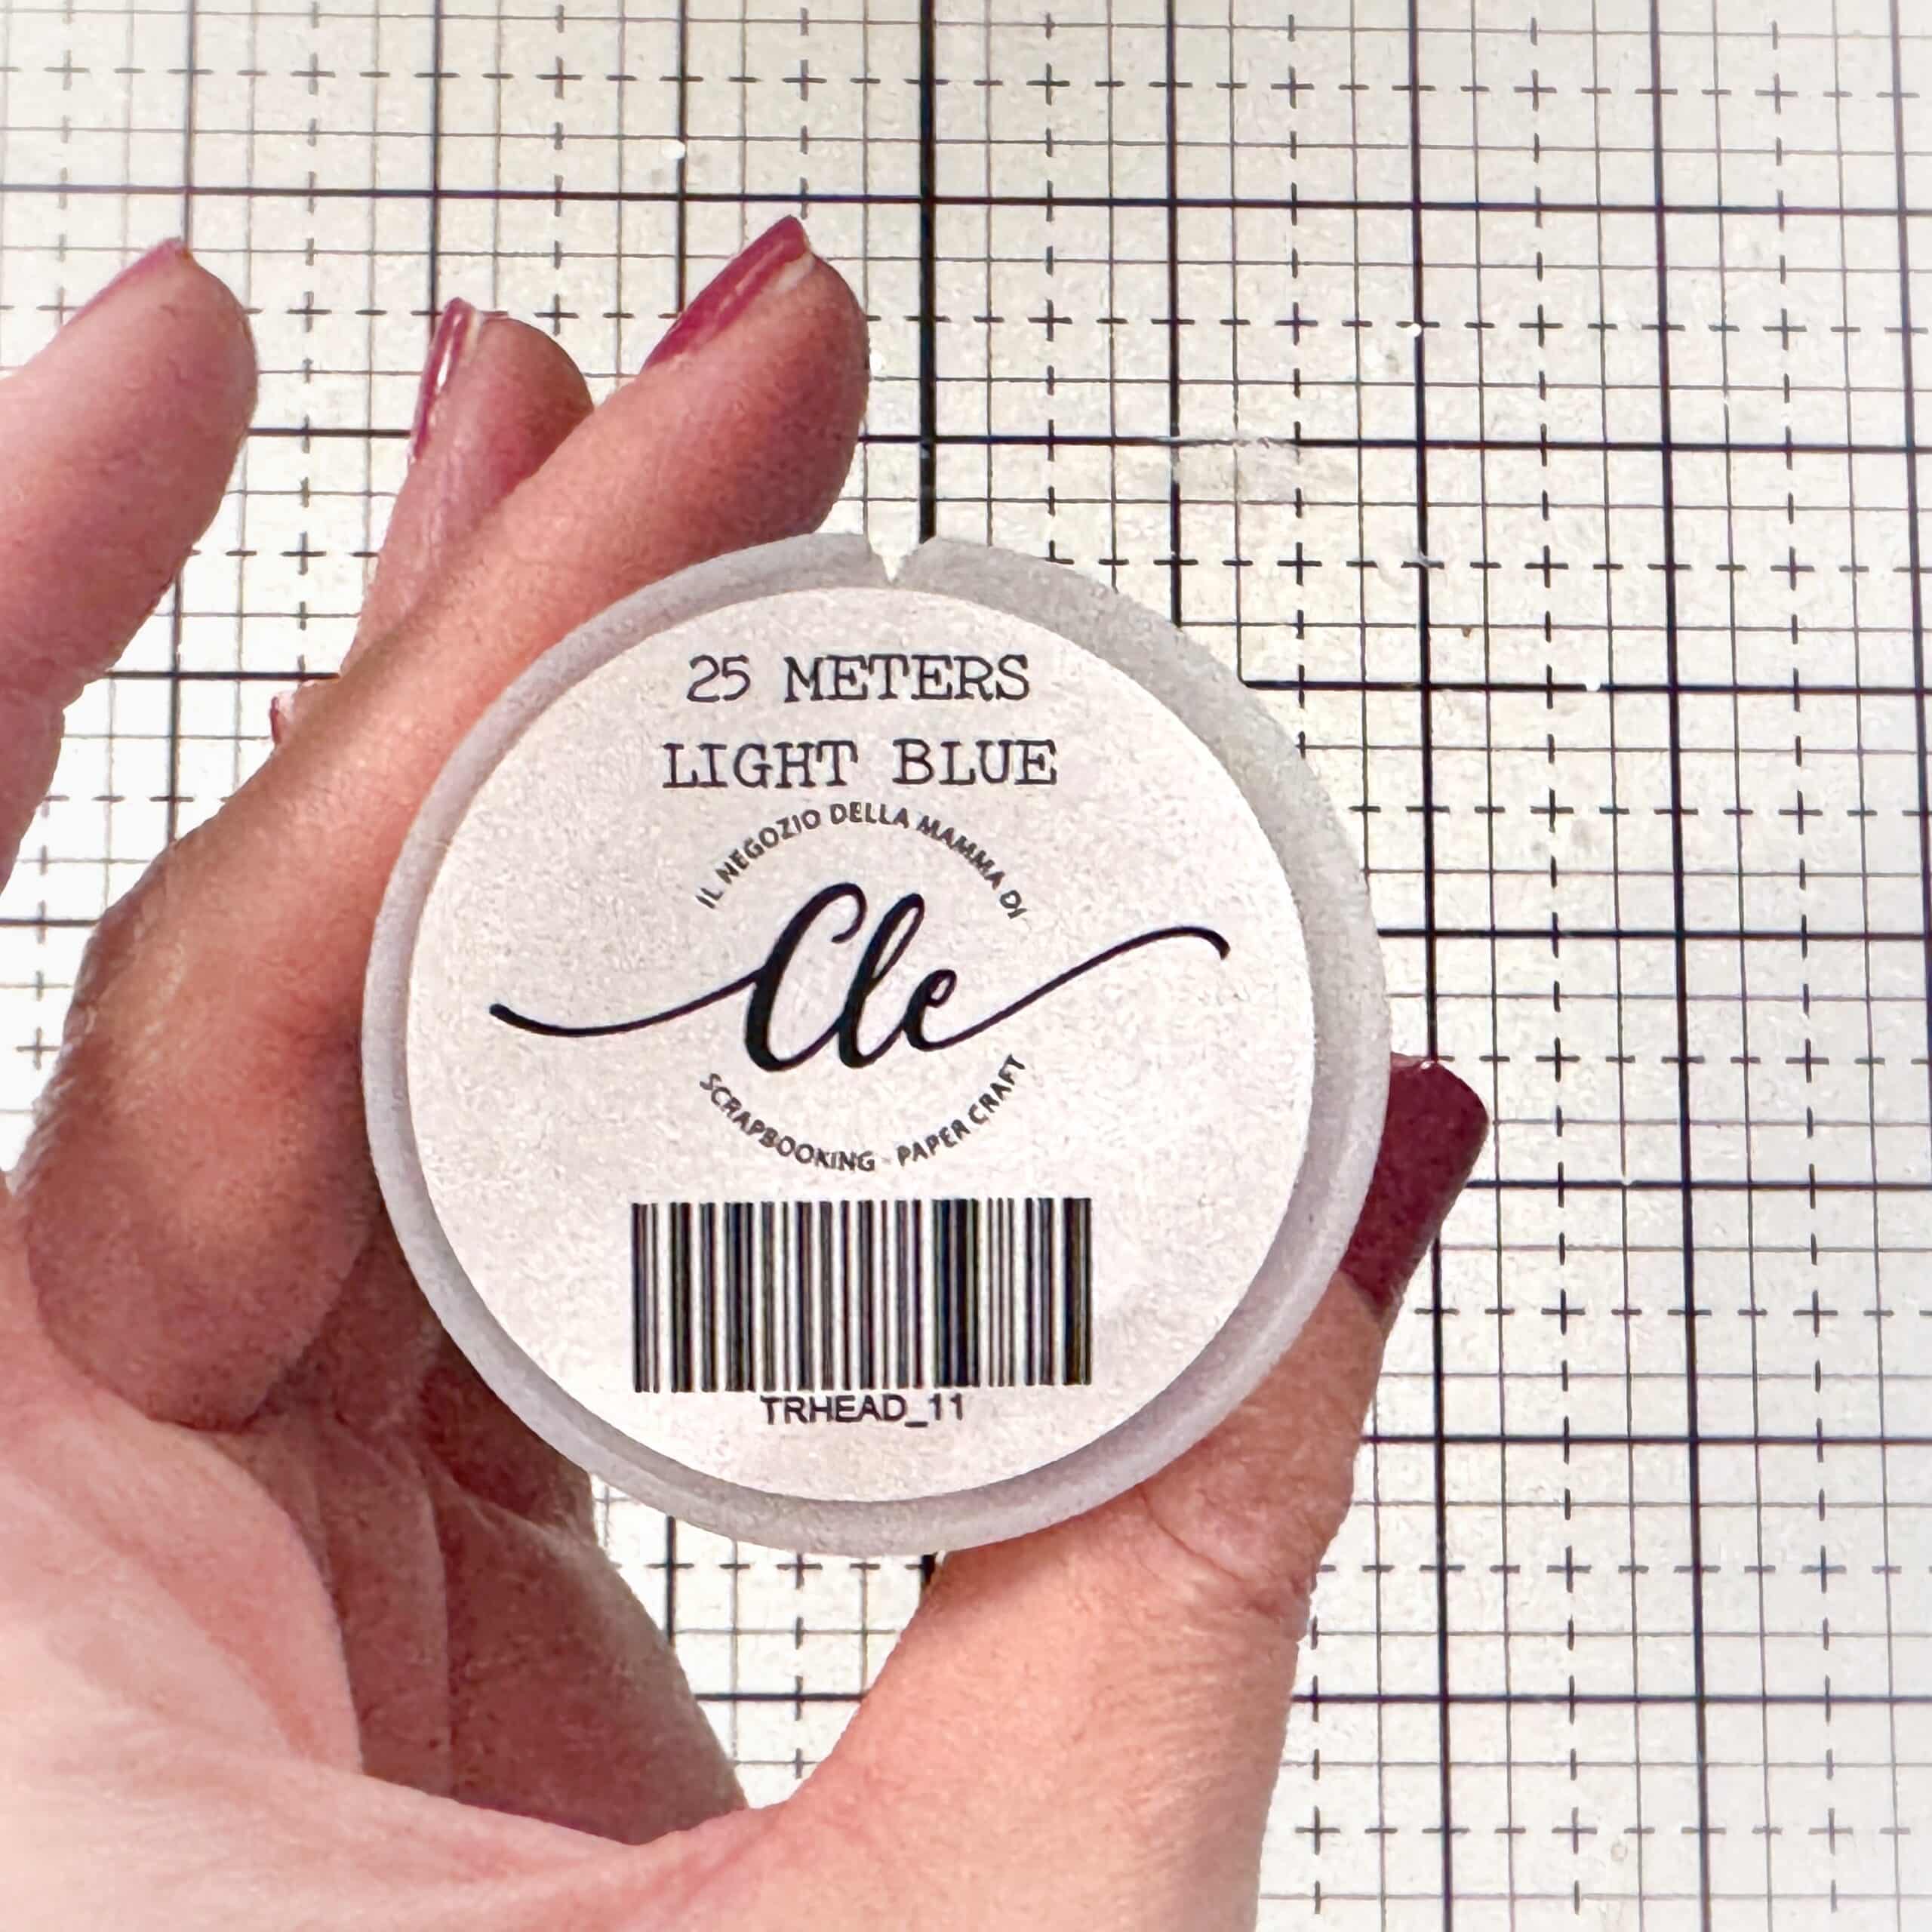 25 METERS
LIGHT BLUE
IL NEGOZIO DELLA MAMMA DI
Cle
SCRAPBOOKING - PAPER CRAFT
TRHEAD_11